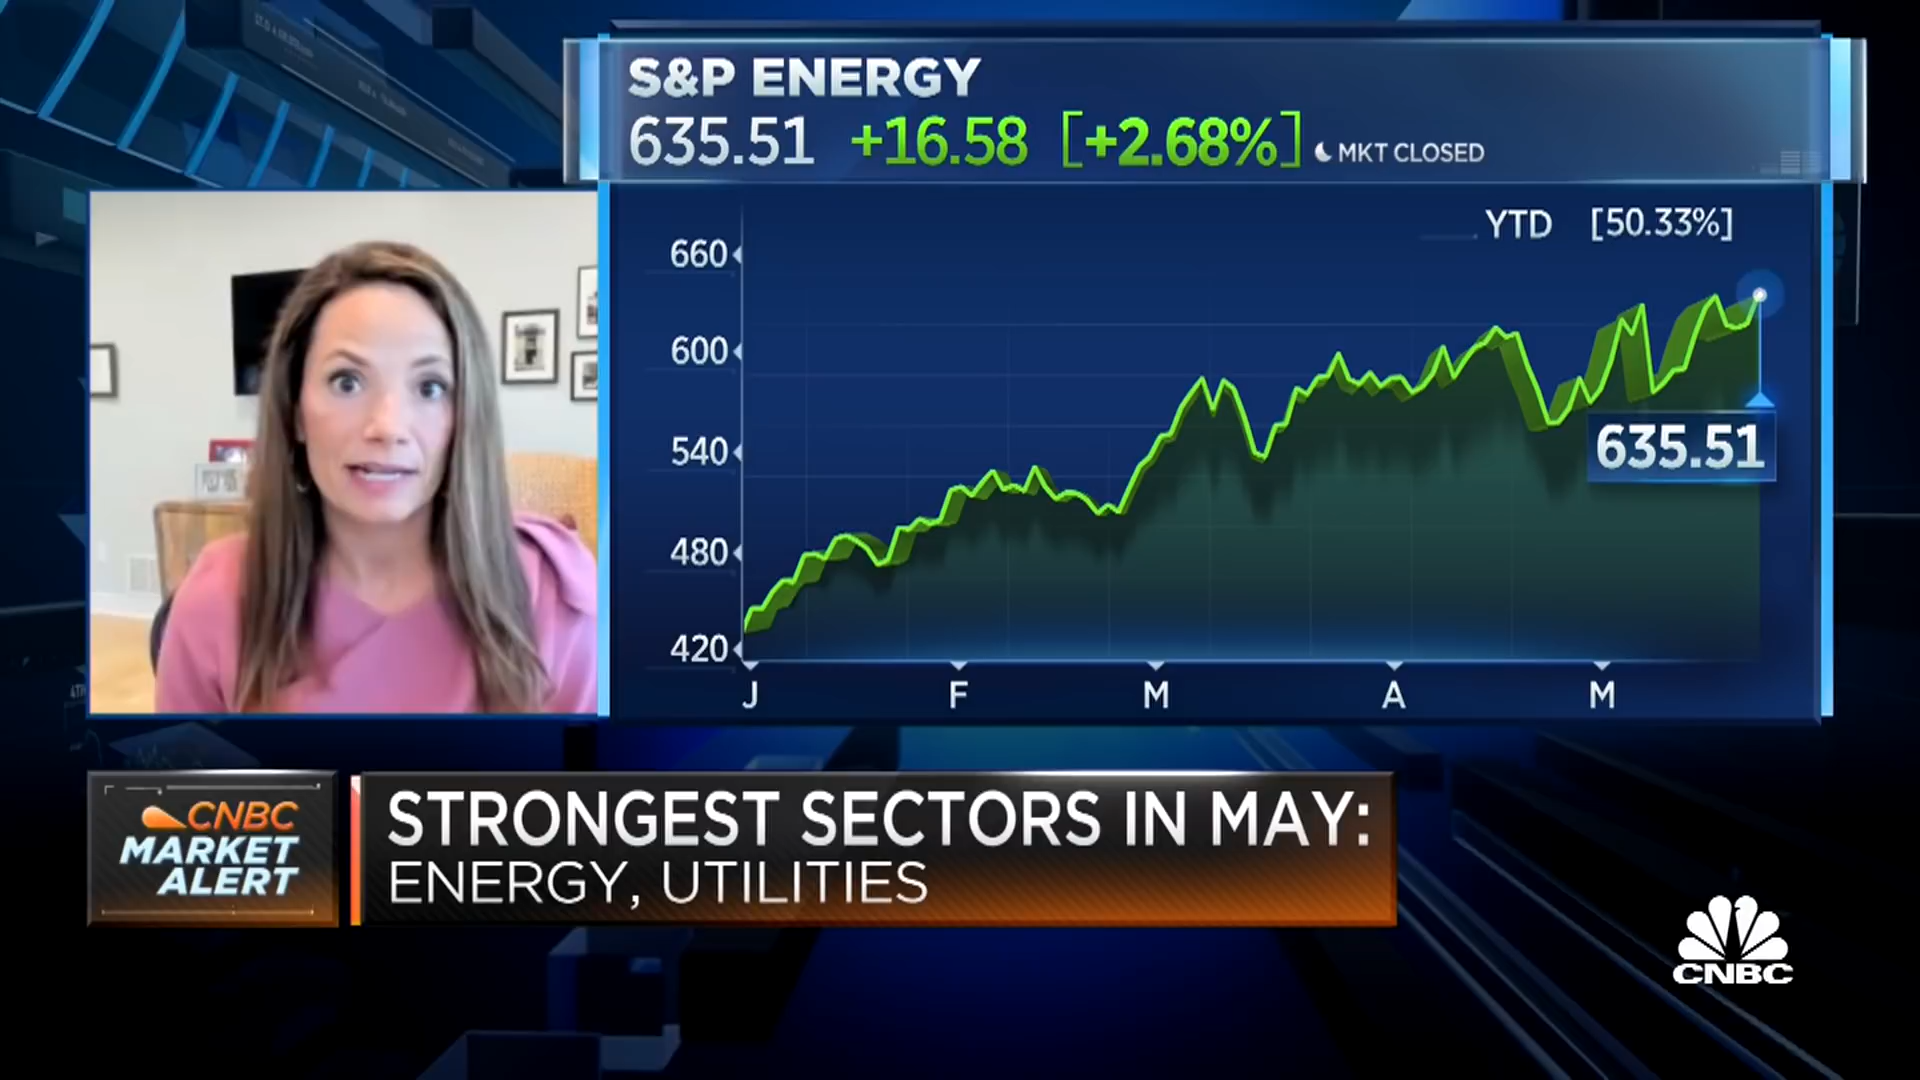 S&P ENERGY
635.51 +16.58 [+2.68%] MKT CLOSED
YTD [50.33%]
660
600
540
480
420
635.51
J F M A M
CNBC
MARKET
ALERT
STRONGEST SECTORS IN MAY:
ENERGY, UTILITIES
CNBC